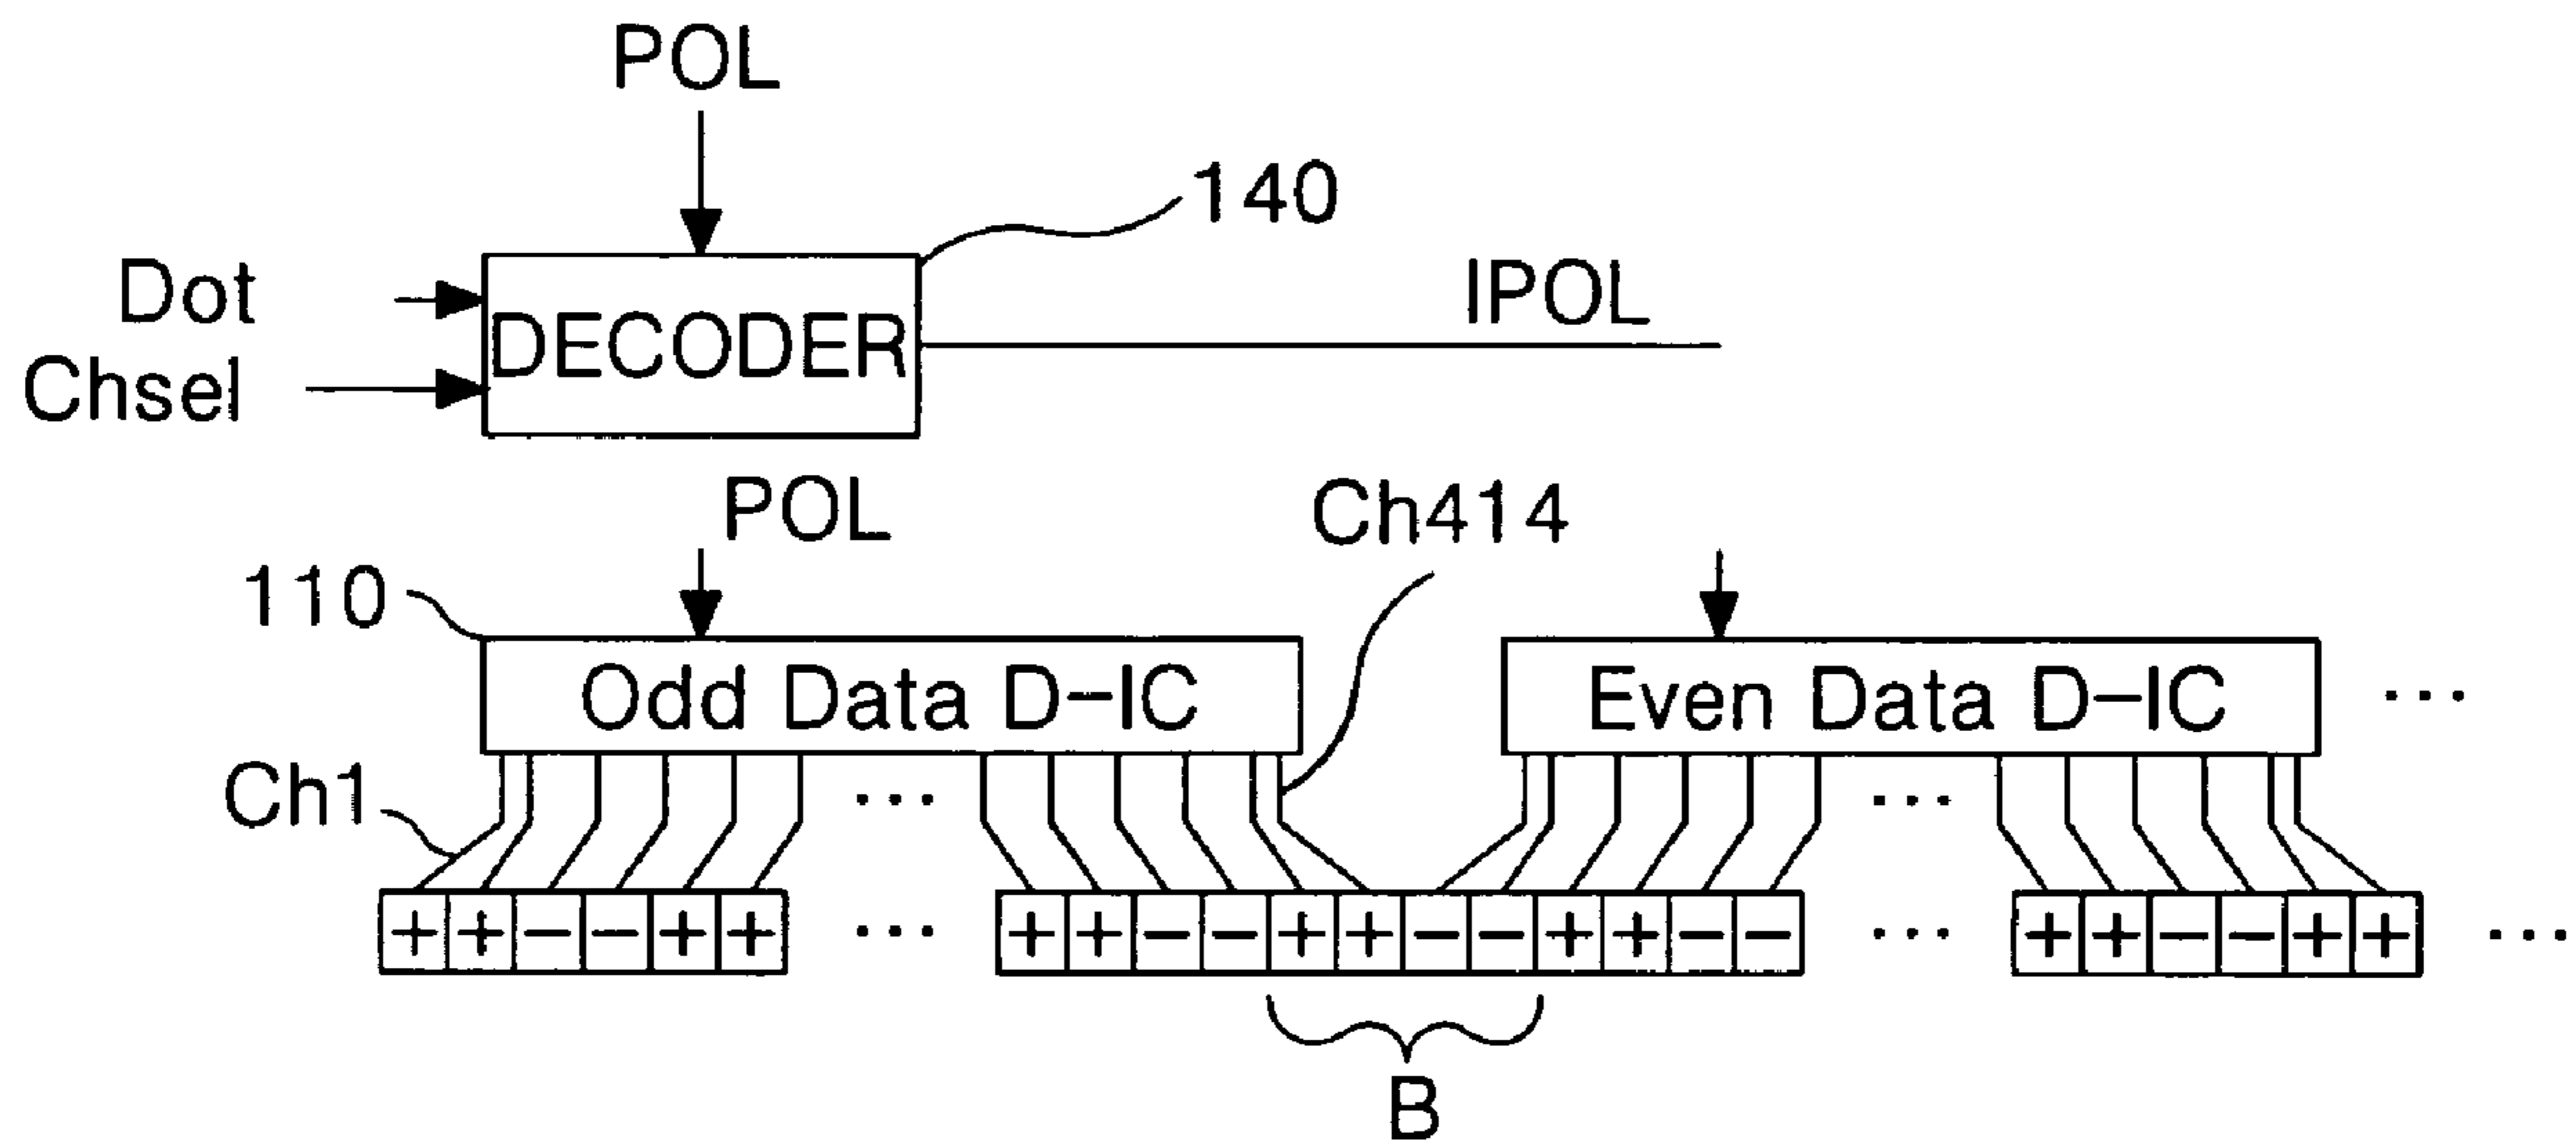 POL
140
Dot
IPOL
DECODER
Chsel
POL
Ch414
110
Odd Data D-IC
Even Data D-IC ...
Ch1
... ...
+ + - - + + ... + + - - + + - - + + - - ... + + - - + + ...
B